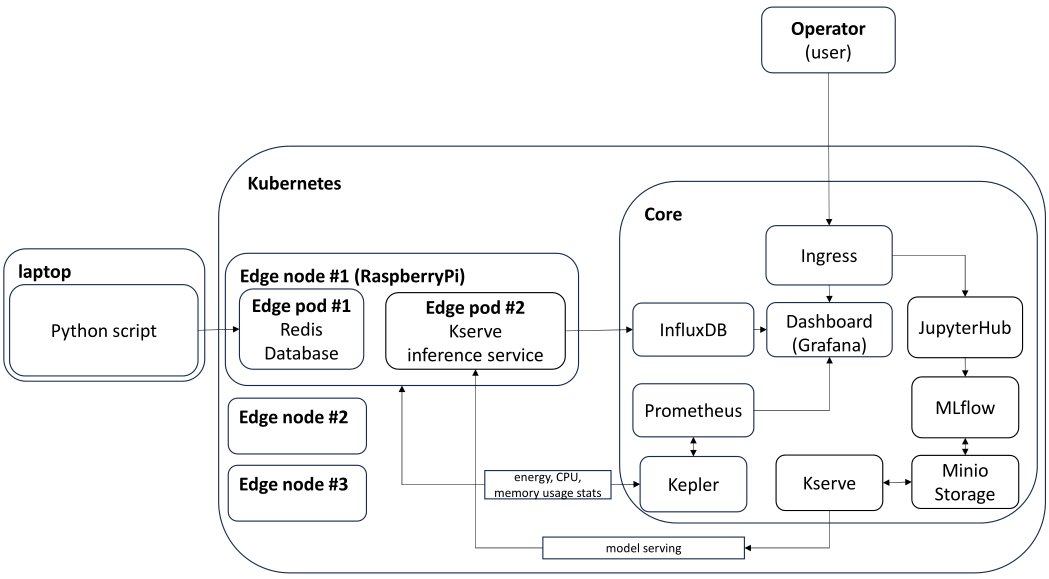 Operator
(user)
Kubernetes
Core
Ingress
laptop
Python script
Edge node #1 (RaspberryPi)
Edge pod #1
Redis
Database
Edge pod #2
Kserve
inference service
InfluxDB
Dashboard
(Grafana)
JupyterHub
Edge node #2
Prometheus
MLflow
Edge node #3
energy, CPU,
memory usage stats
Kepler
Kserve
Minio
Storage
model serving